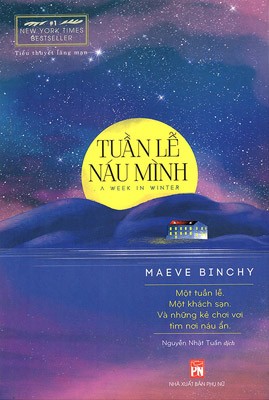 #1
NEW YORK TIMES
BESTSELLER
Tiểu thuyết lãng mạn
TUẦN LỄ
NÁU MÌNH
A WEEK IN WINTER
MAEVE BINCHY
Một tuần lễ.
Một khách sạn.
Và những kẻ chơi vơi
tìm nơi náu ẩn.
Nguyễn Nhật Tuấn dịch
PN
NHÀ XUẤT BẢN PHỤ NỮ